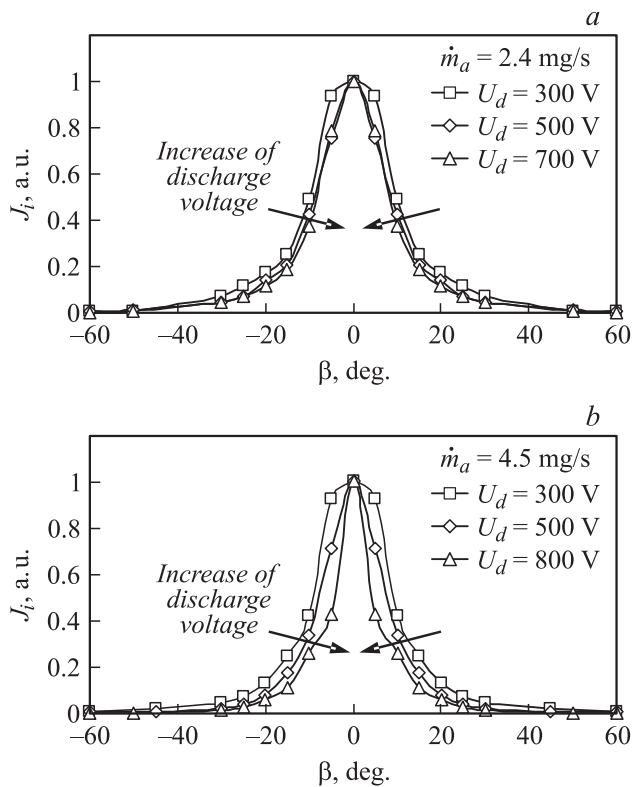 a
ṁa = 2.4 mg/s
Ud = 300 V
Ud = 500 V
Ud = 700 V
Increase of
discharge
voltage
Ji, a.u.
1
0.8
0.6
0.4
0.2
0
–60 –40 –20 0 20 40 60
β, deg.
b
ṁa = 4.5 mg/s
Ud = 300 V
Ud = 500 V
Ud = 800 V
Increase of
discharge
voltage
Ji, a.u.
1
0.8
0.6
0.4
0.2
0
–60 –40 –20 0 20 40 60
β, deg.